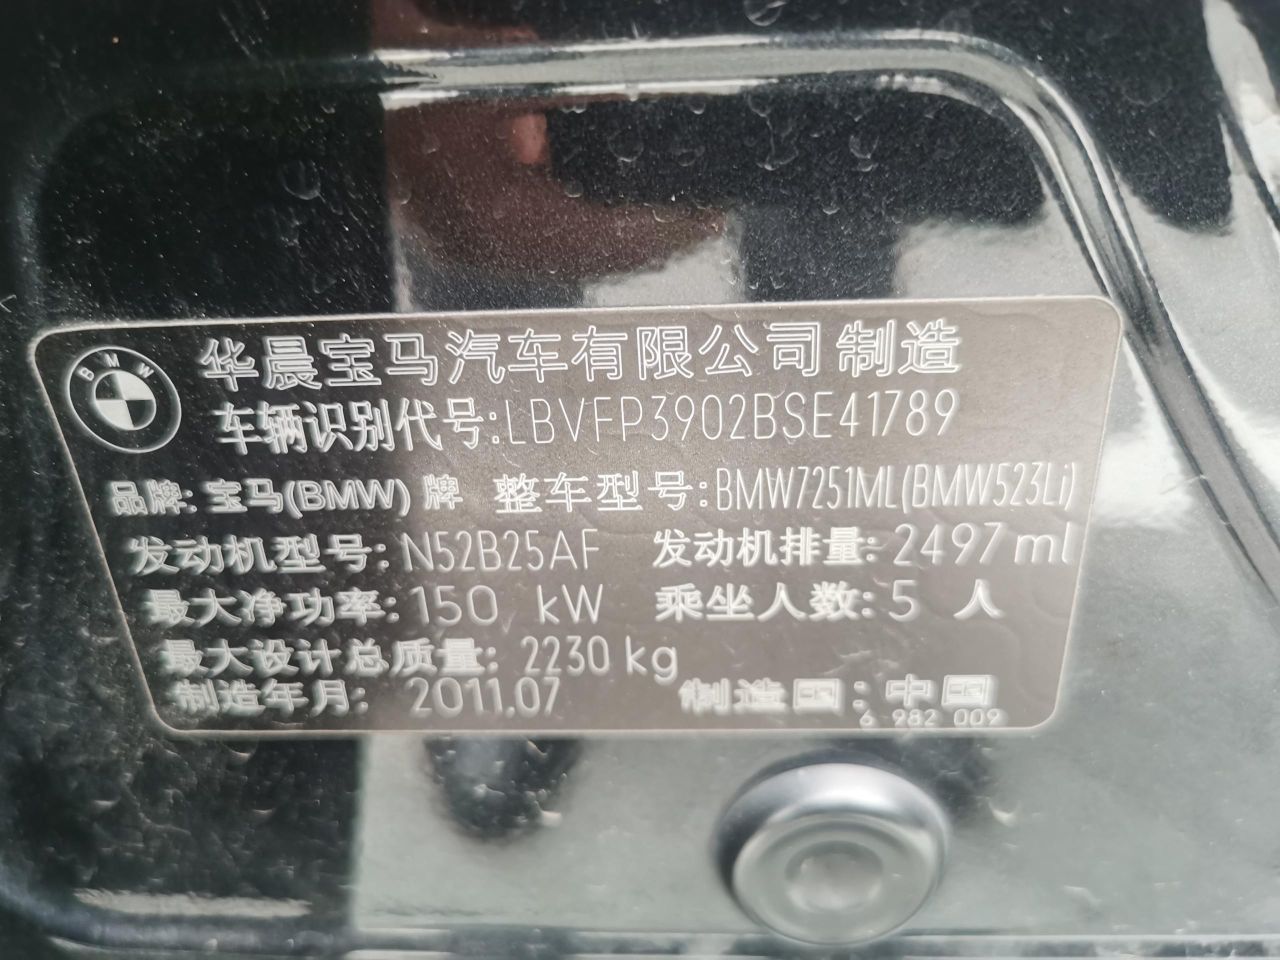 BMW
华晨宝马汽车有限公司制造
车辆识别代号:LBVFP3902BSE41789
品牌: 宝马(BMW) 牌 整车型号:BMW7251ML(BMW523Li)
发动机型号: N52B25AF 发动机排量: 2497 ml
最大净功率: 150 kW 乘坐人数: 5 人
最大设计总质量: 2230 kg
制造年月: 2011.07 制造国: 中国
6 982 009